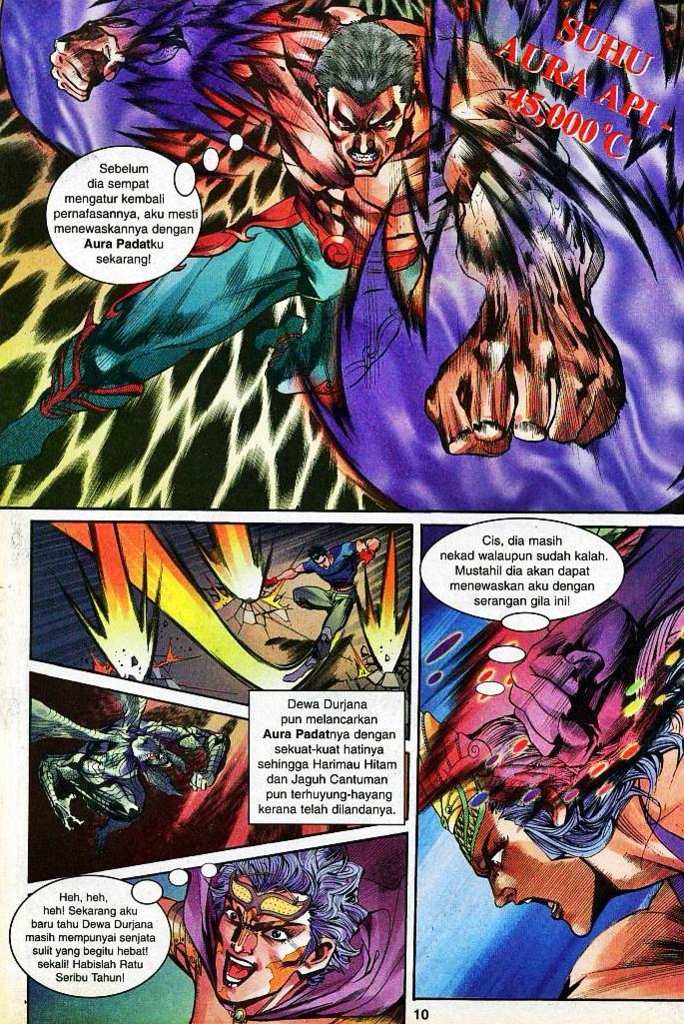 SUHU
AURA API -
45,000°C
Sebelum
dia sempat
mengatur kembali
pernafasannya, aku mesti
menewaskannya dengan
Aura Padatku
sekarang!
Cis, dia masih
nekad walaupun sudah kalah.
Mustahil dia akan dapat
menewaskan aku dengan
serangan gila ini!
Dewa Durjana
pun melancarkan
Aura Padatnya dengan
sekuat-kuat hatinya
sehingga Harimau Hitam
dan Jaguh Cantuman
pun terhuyung-hayang
kerana telah dilandanya.
Heh, heh,
heh! Sekarang aku
baru tahu Dewa Durjana
masih mempunyai senjata
sulit yang begitu hebat!
sekali! Habislah Ratu
Seribu Tahun!
10